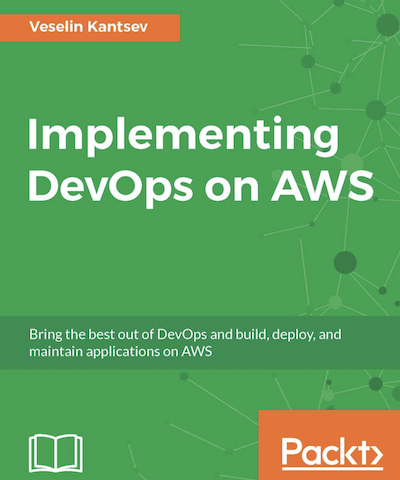 Veselin Kantsev
Implementing
DevOps on AWS
Bring the best out of DevOps and build, deploy, and
maintain applications on AWS
Packt>